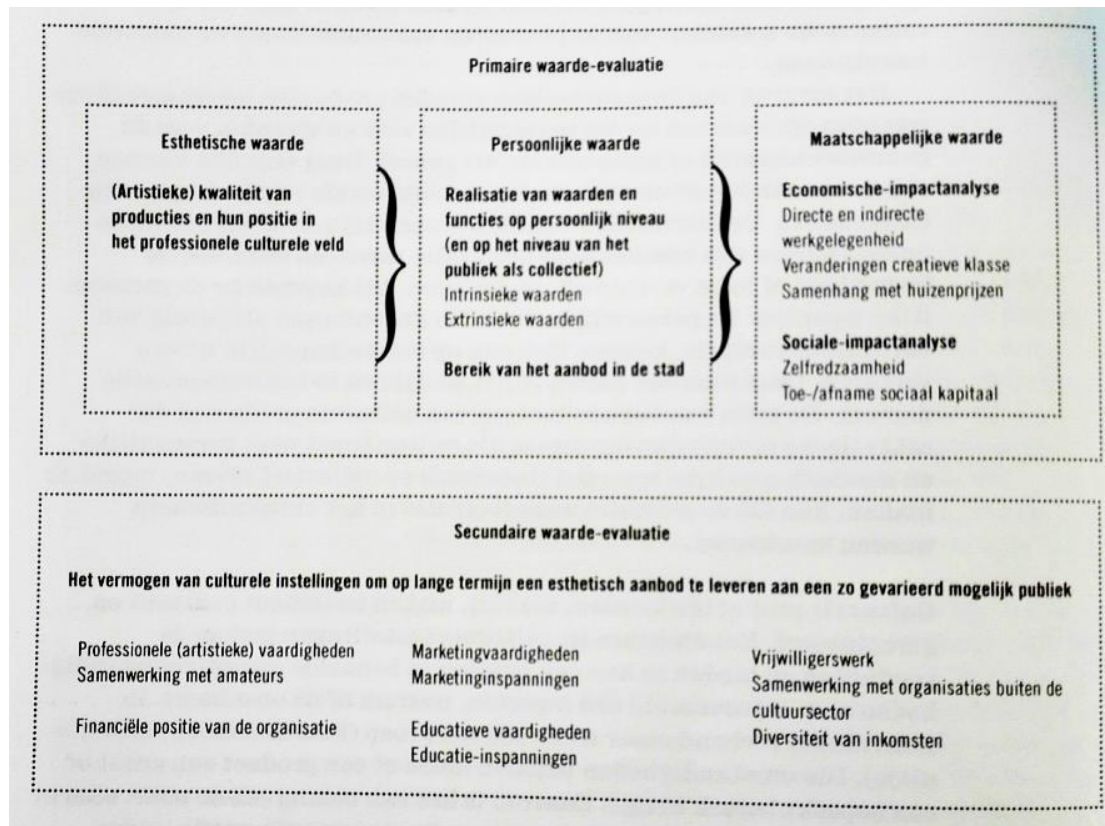 Primaire waarde-evaluatie
Esthetische waarde
(Artistieke) kwaliteit van
producties en hun positie in
het professionele culturele veld
Persoonlijke waarde
Realisatie van waarden en
functies op persoonlijk niveau
(en op het niveau van het
publiek als collectief)
Intrinsieke waarden
Extrinsieke waarden
Bereik van het aanbod in de stad
Maatschappelijke waarde
Economische-impactanalyse
Directe en indirecte
werkgelegenheid
Veranderingen creatieve klasse
Samenhang met huizenprijzen
Sociale-impactanalyse
Zelfredzaamheid
Toe-/afname sociaal kapitaal
Secundaire waarde-evaluatie
Het vermogen van culturele instellingen om op lange termijn een esthetisch aanbod te leveren aan een zo gevarieerd mogelijk publiek
Professionele (artistieke) vaardigheden
Samenwerking met amateurs
Financiële positie van de organisatie
Marketingvaardigheden
Marketinginspanningen
Educatieve vaardigheden
Educatie-inspanningen
Vrijwilligerswerk
Samenwerking met organisaties buiten de
cultuursector
Diversiteit van inkomsten